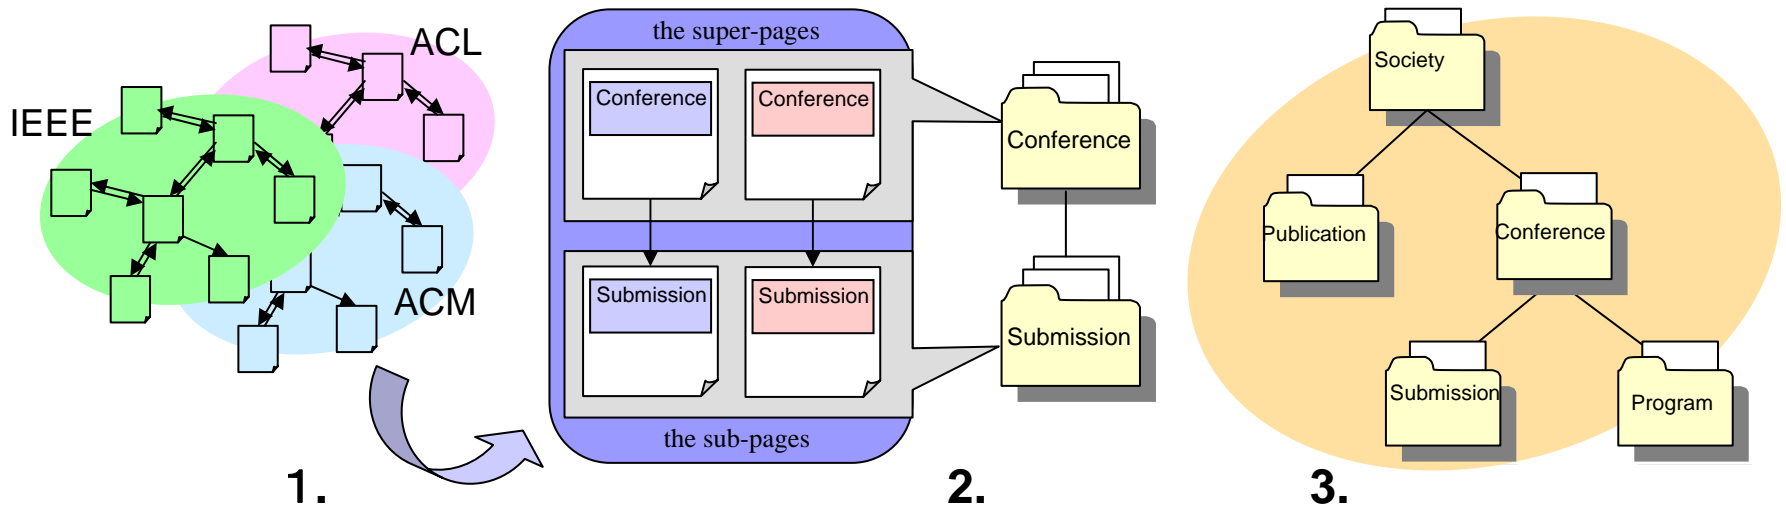 ACL
IEEE
ACM
1.
the super-pages
Conference
Conference
Conference
Submission
Submission
Submission
the sub-pages
2.
Society
Publication
Conference
Submission
Program
3.